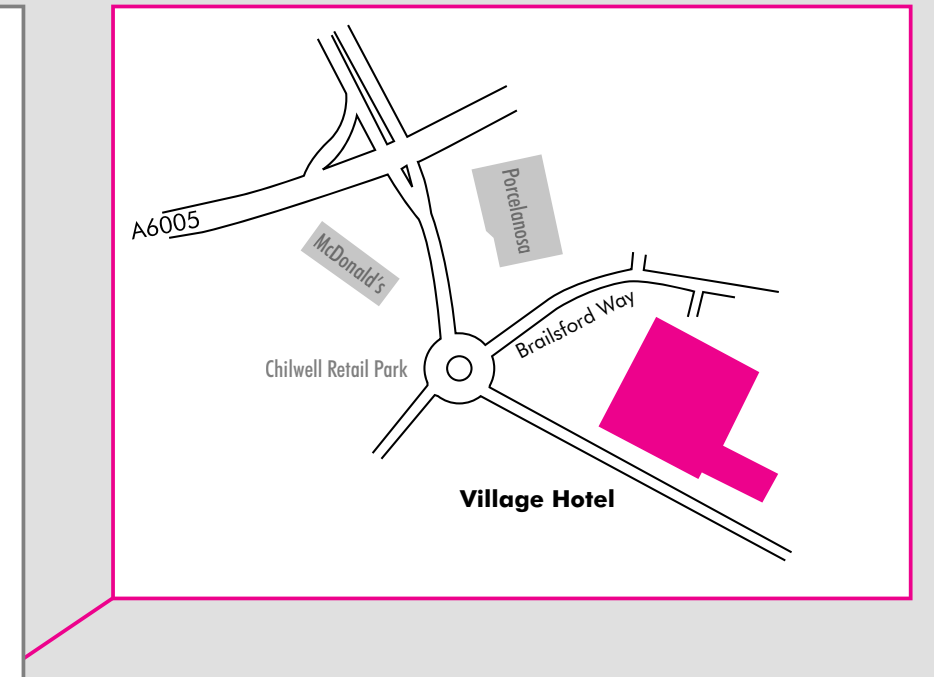 Porcelanosa
A6005
McDonald's
Brailsford Way
Chilwell Retail Park
Village Hotel